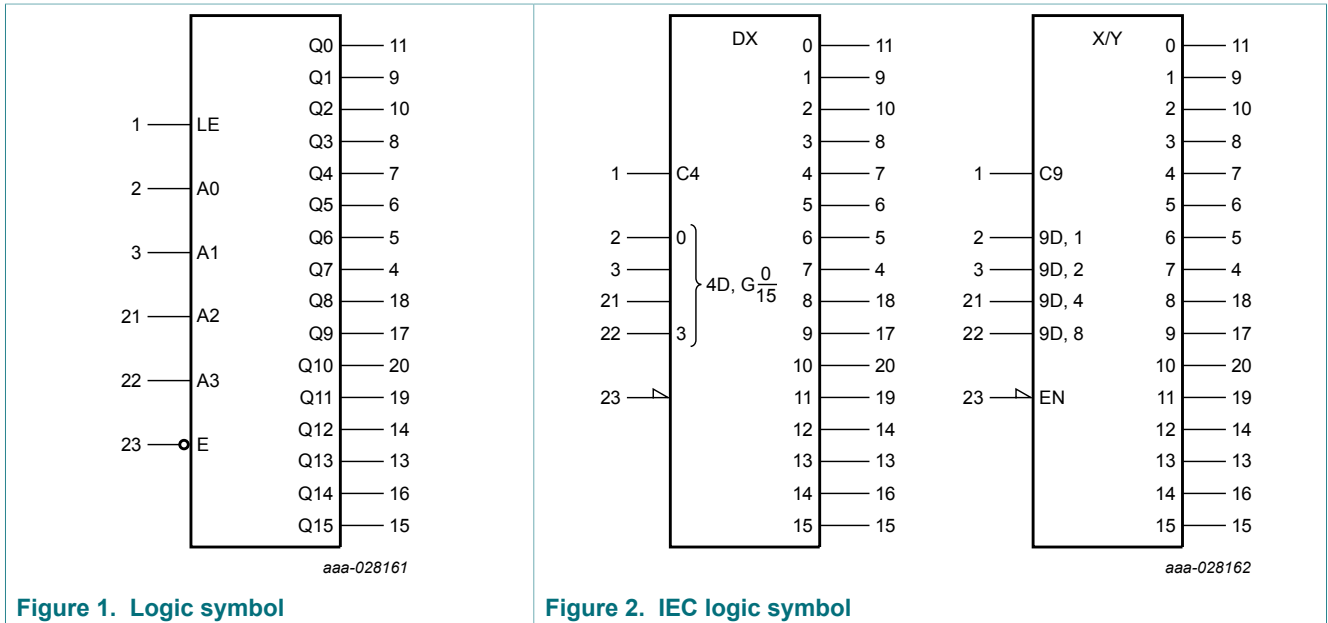 Q0 11
Q1 9
Q2 10
1 LE
Q3 8
Q4 7
2 A0
Q5 6
Q6 5
3 A1
Q7 4
Q8 18
21 A2
Q9 17
Q10 20
22 A3
Q11 19
Q12 14
23 E
Q13 13
Q14 16
Q15 15
aaa-028161
Figure 1. Logic symbol
DX
0 11
1 9
2 10
3 8
1 C4
4 7
5 6
2 0
6 5
3
7 4
4D, G 0/15
21
8 18
22 3
9 17
10 20
23
11 19
12 14
13 13
14 16
15 15
X/Y
0 11
1 9
2 10
3 8
1 C9
4 7
5 6
2 9D, 1
6 5
3 9D, 2
7 4
21 9D, 4
8 18
22 9D, 8
9 17
10 20
23 EN
11 19
12 14
13 13
14 16
15 15
aaa-028162
Figure 2. IEC logic symbol